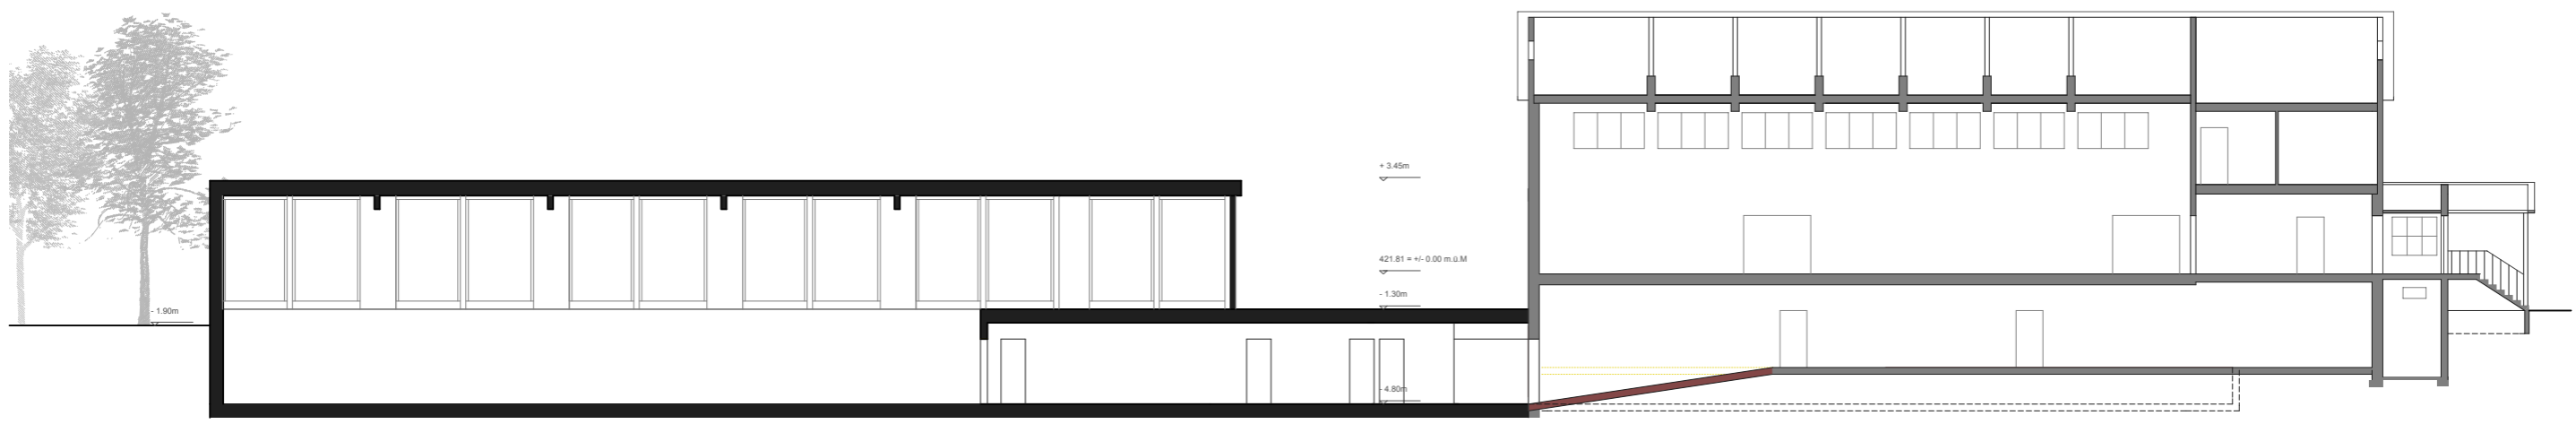 + 3.45m
421.81 = +/- 0.00 m.ü.M
- 1.30m
- 1.90m
- 4.80m